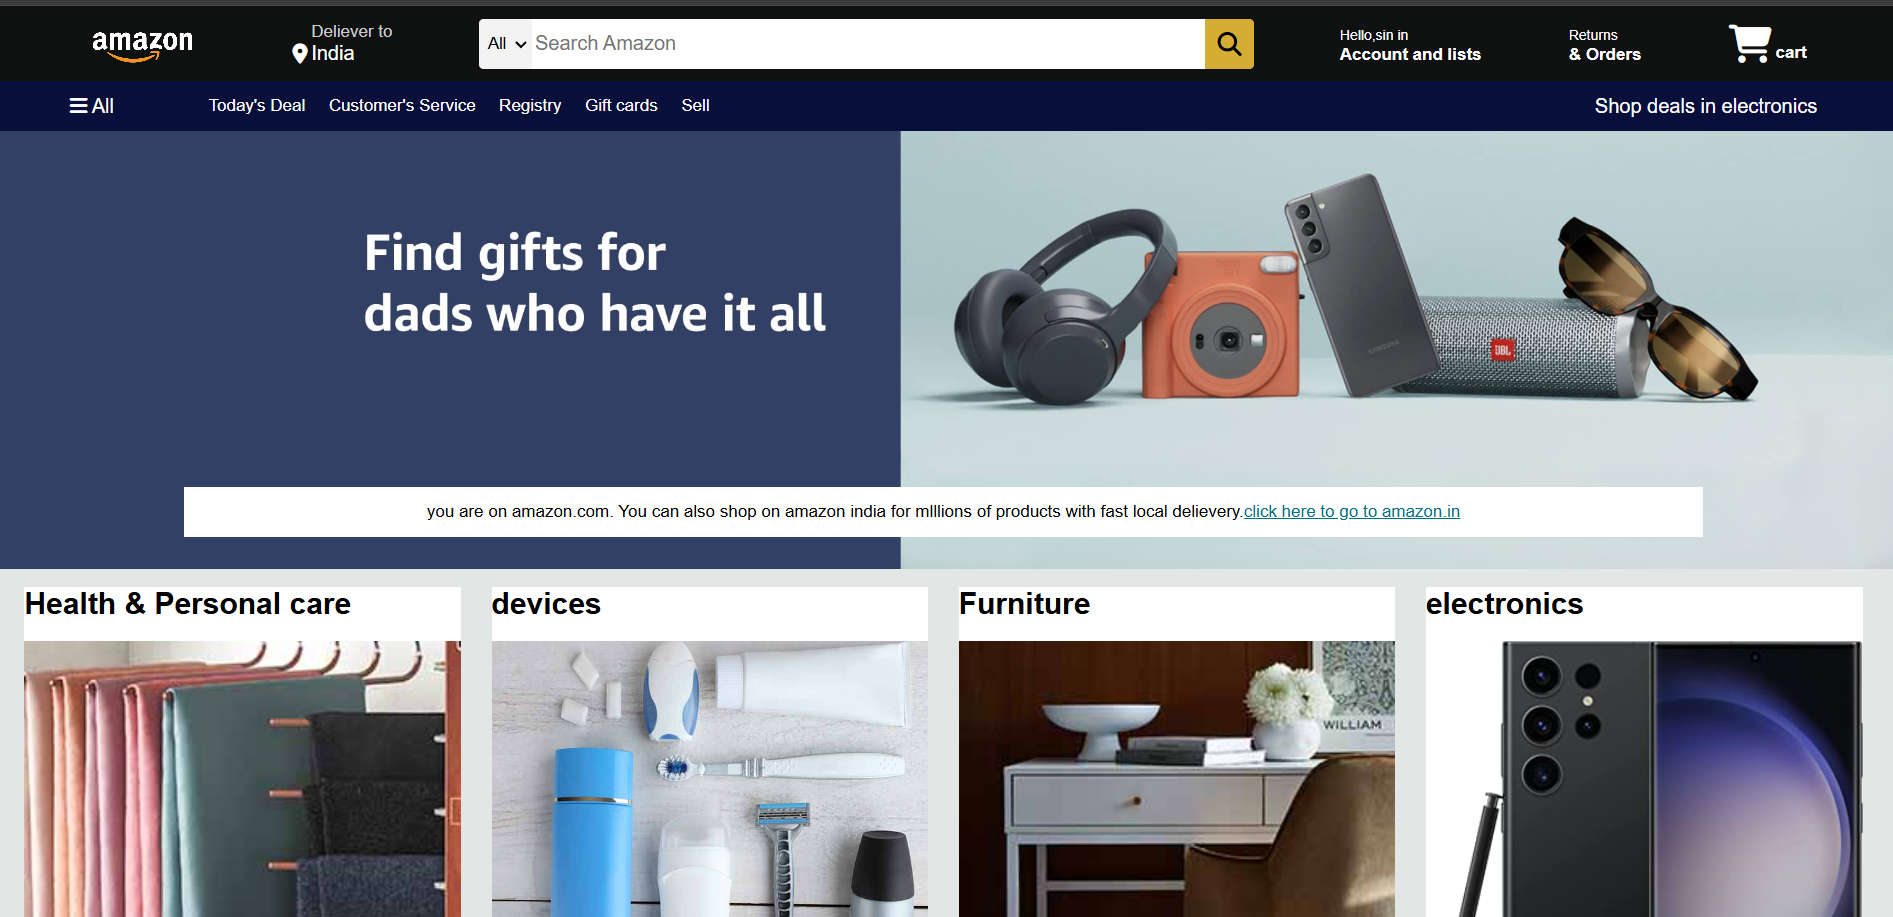 amazon
Deliever to
India
All
Search Amazon
Hello,sin in
Account and lists
Returns
& Orders
cart
All
Today's Deal
Customer's Service
Registry
Gift cards
Sell
Shop deals in electronics
Find gifts for
dads who have it all
SAMSUNG
JBL
you are on amazon.com. You can also shop on amazon india for mlllions of products with fast local delievery.click here to go to amazon.in
Health & Personal care
devices
Furniture
electronics
WILLIAM